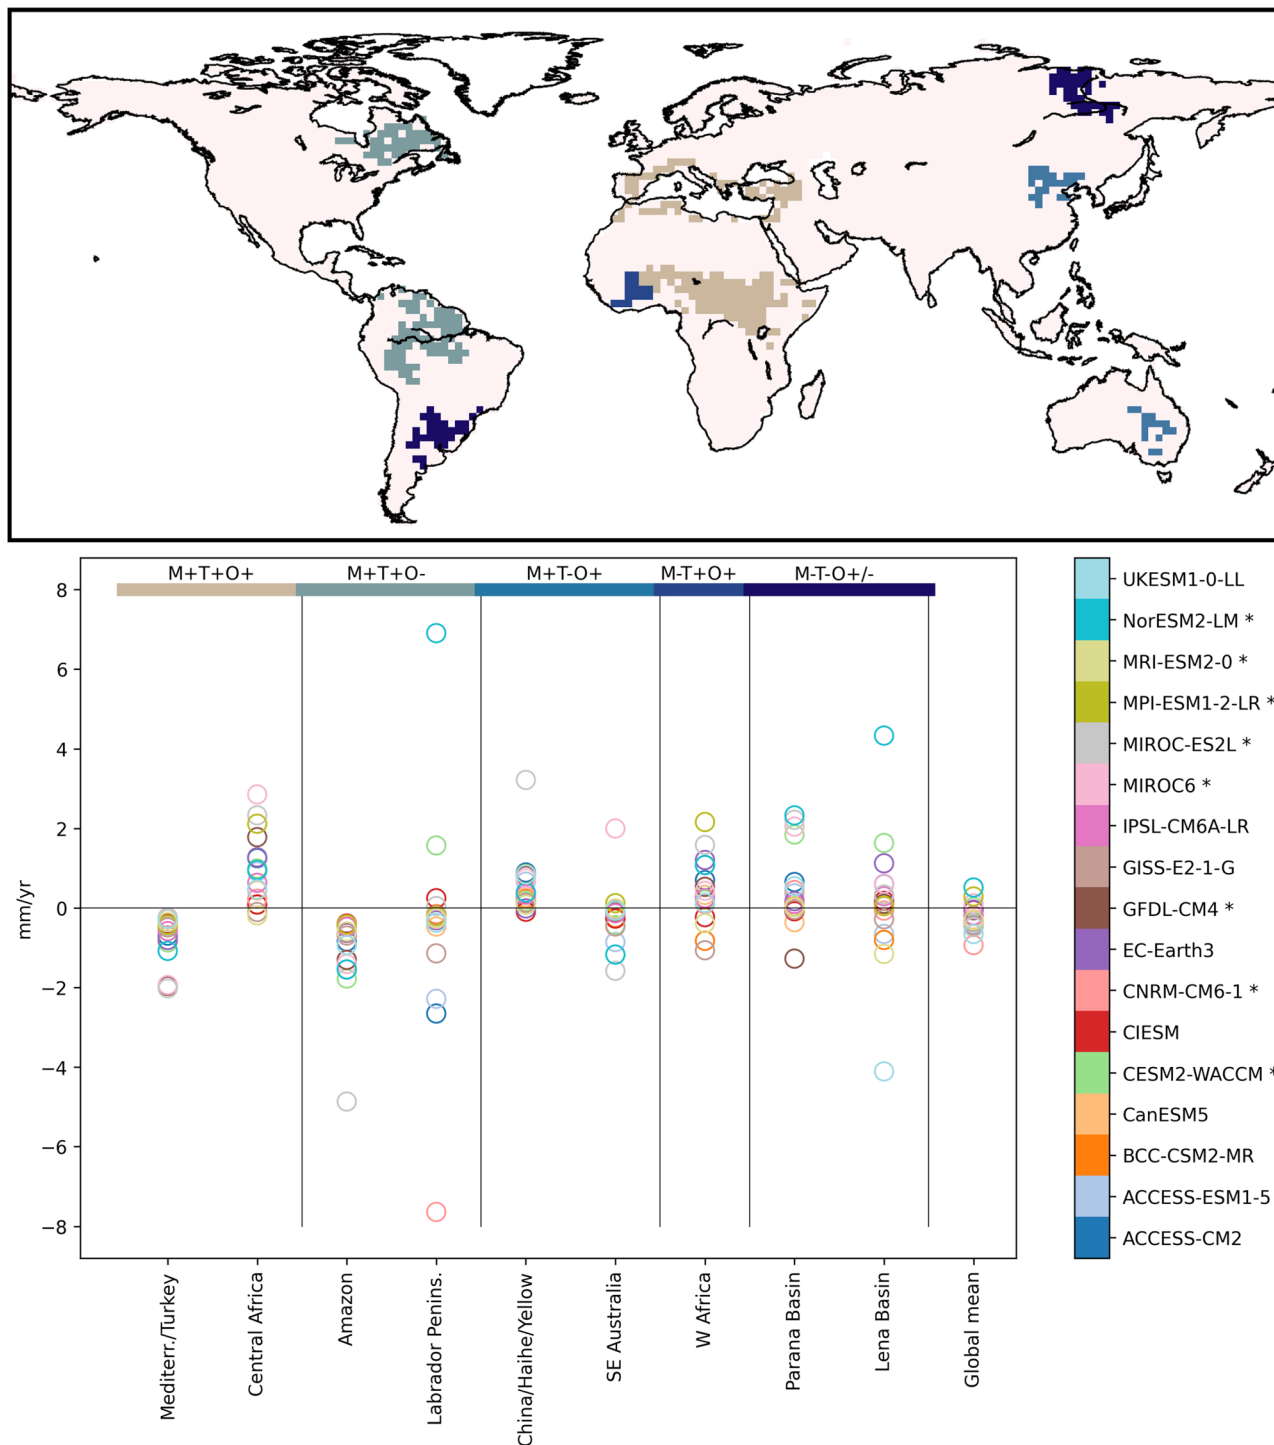 M+T+O+ M+T+O- M+T-O+ M-T+O+ M-T-O+/-
8
6
4
2
0
−2
−4
−6
−8
mm/yr
Mediterr./Turkey
Central Africa
Amazon
Labrador Penins.
China/Haihe/Yellow
SE Australia
W Africa
Parana Basin
Lena Basin
Global mean
UKESM1-0-LL
NorESM2-LM *
MRI-ESM2-0 *
MPI-ESM1-2-LR *
MIROC-ES2L *
MIROC6 *
IPSL-CM6A-LR
GISS-E2-1-G
GFDL-CM4 *
EC-Earth3
CNRM-CM6-1 *
CIESM
CESM2-WACCM *
CanESM5
BCC-CSM2-MR
ACCESS-ESM1-5
ACCESS-CM2